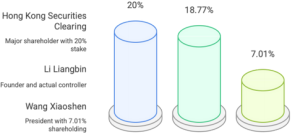 Hong Kong Securities
Clearing
Major shareholder with 20%
stake
Li Liangbin
Founder and actual controller
Wang Xiaoshen
President with 7.01%
shareholding
20%
18.77%
7.01%